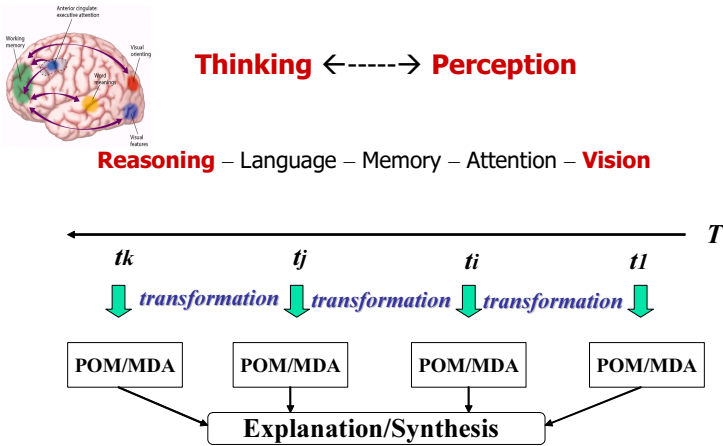 Anterior cingulate:
executive attention
Working
memory
Visual
orienting
Word
meanings
Visual
features
Thinking ←-----→ Perception
Reasoning – Language – Memory – Attention – Vision
T
tk tj ti t1
transformation transformation transformation
POM/MDA POM/MDA POM/MDA POM/MDA
Explanation/Synthesis